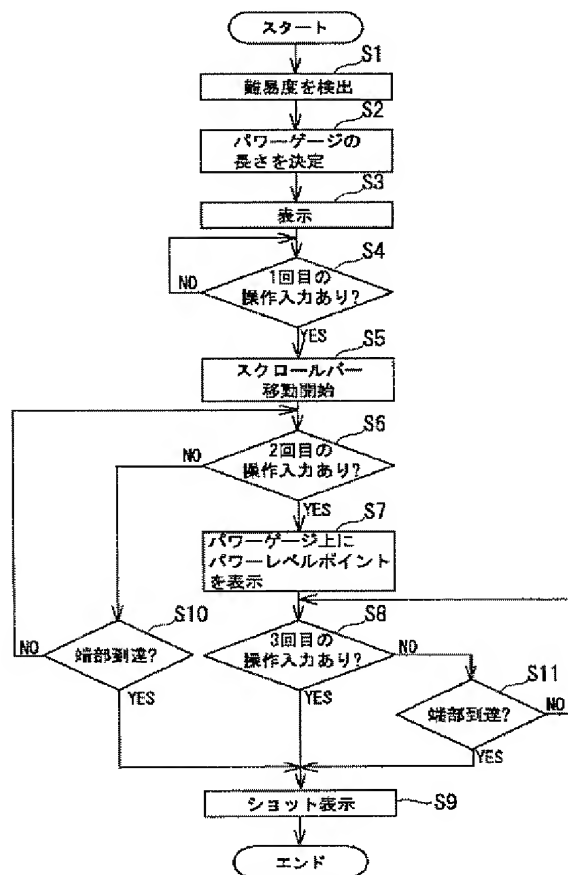 スタート
S1
難易度を検出
S2
パワーゲージの
長さを決定
S3
表示
S4
1回目の
操作入力あり?
NO
YES
S5
スクロールバー
移動開始
S6
2回目の
操作入力あり?
NO
YES
S7
パワーゲージ上に
パワーレベルポイント
を表示
S8
3回目の
操作入力あり?
NO
YES
S10
端部到達?
NO
YES
S11
端部到達?
NO
YES
ショット表示
S9
エンド